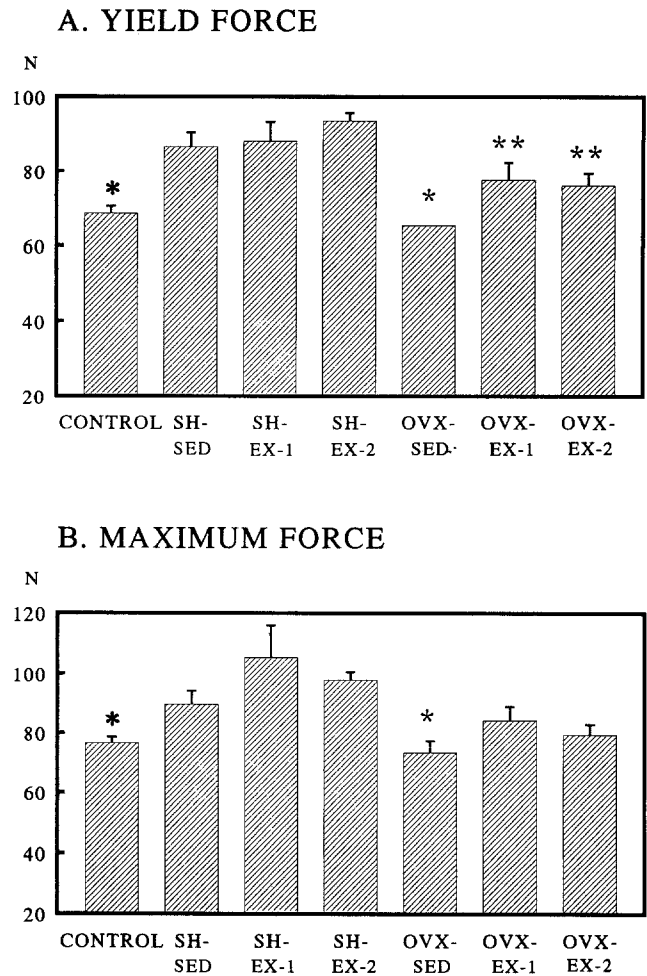 A. YIELD FORCE
N
100
80
60
40
20
*
*
**
**
CONTROL SH-SED SH-EX-1 SH-EX-2 OVX-SED. OVX-EX-1 OVX-EX-2
B. MAXIMUM FORCE
N
120
100
80
60
40
20
*
*
CONTROL SH-SED SH-EX-1 SH-EX-2 OVX-SED OVX-EX-1 OVX-EX-2